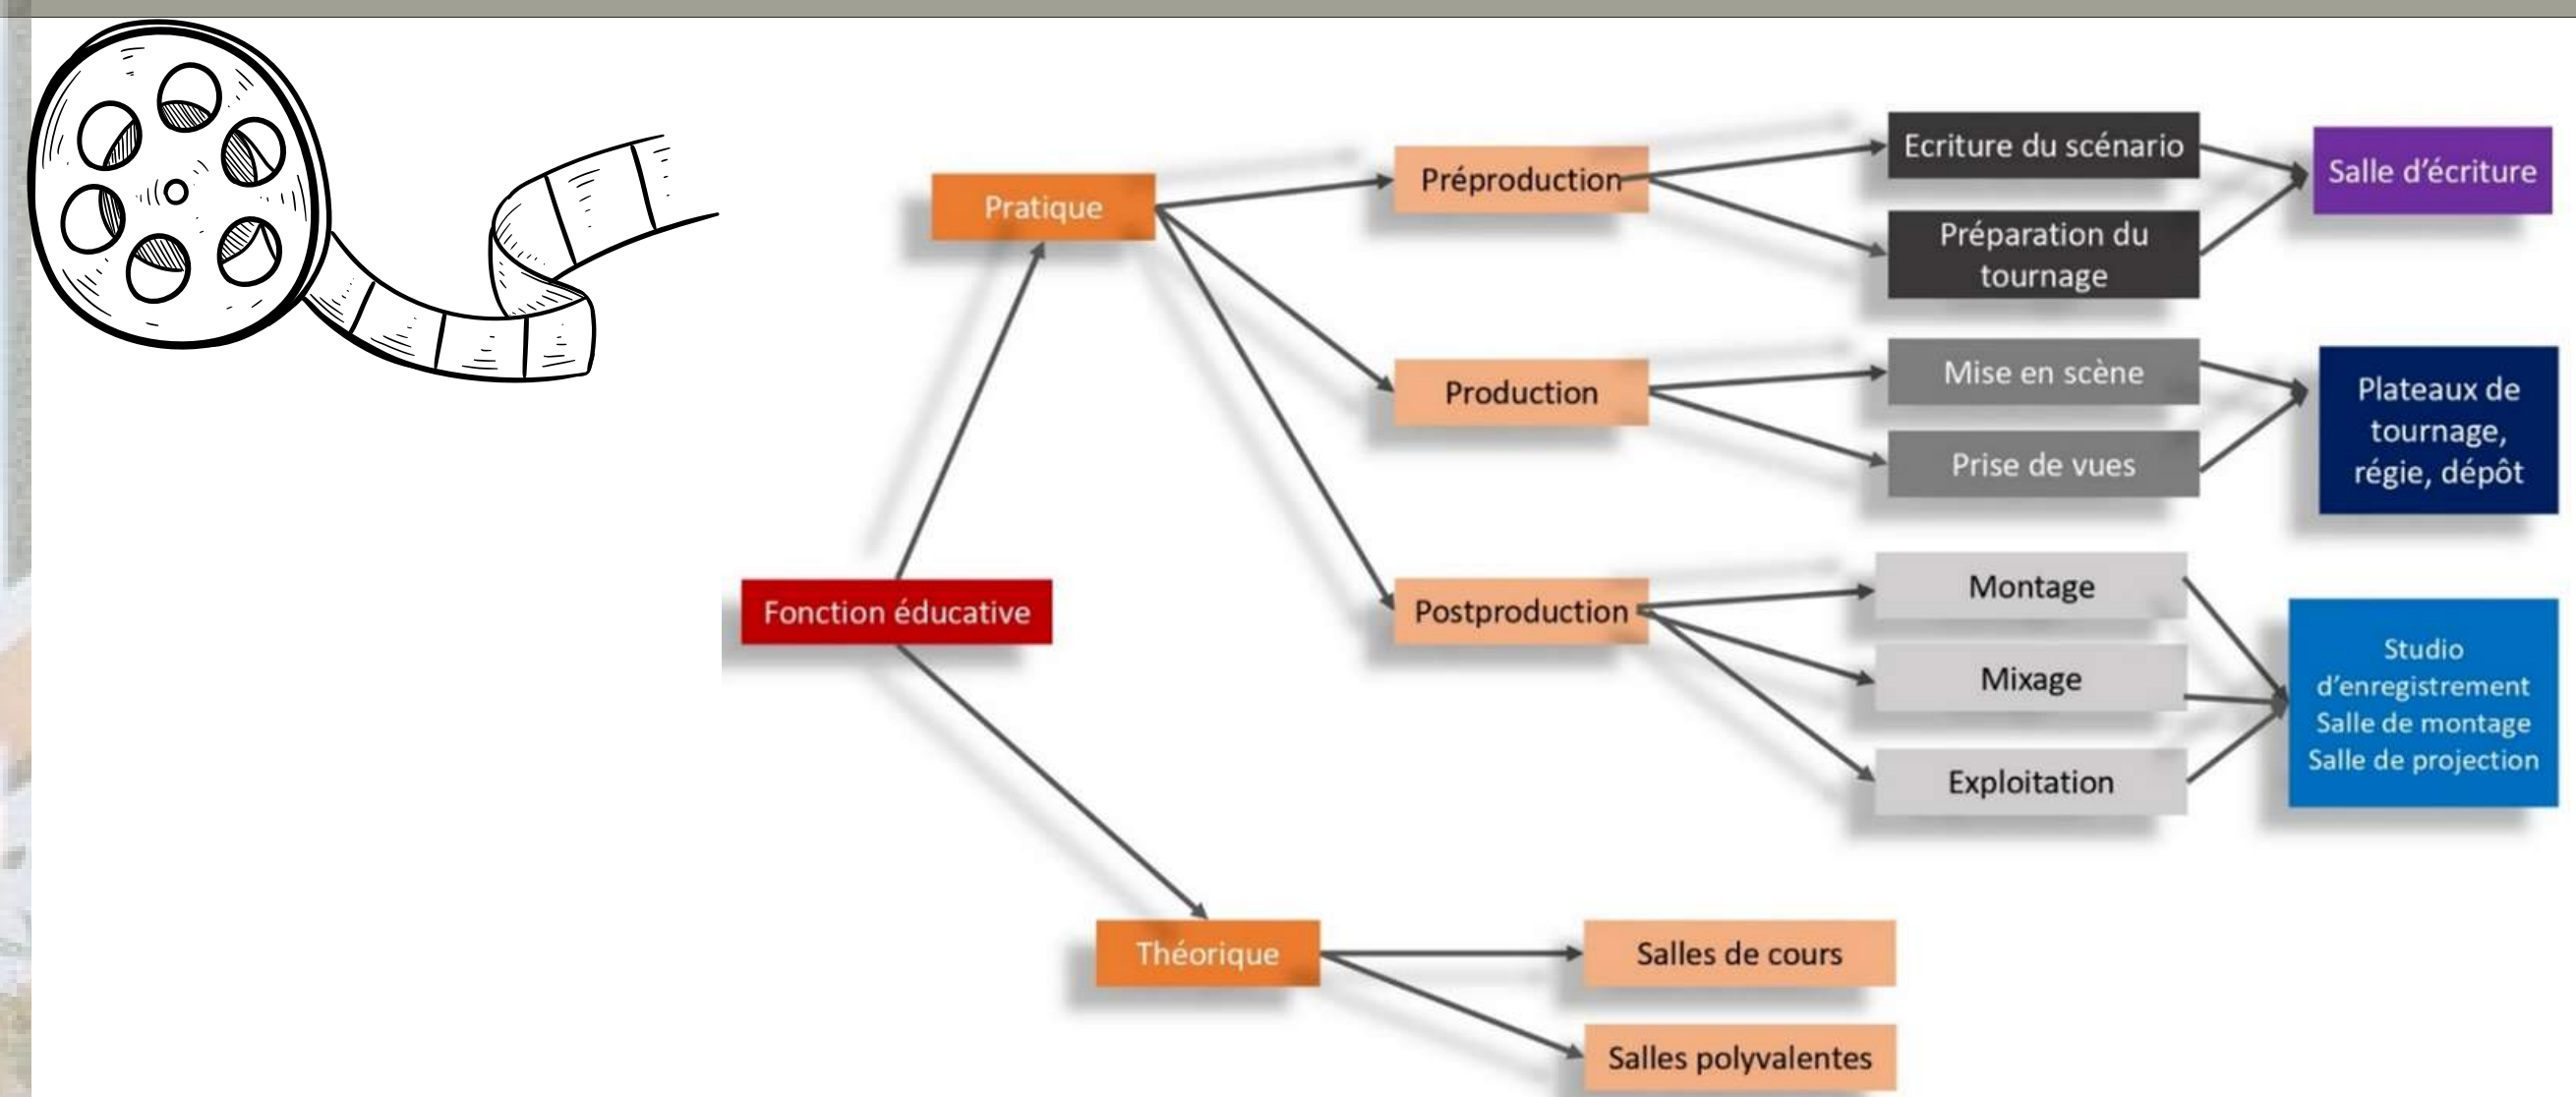 Pratique
Préproduction
Ecriture du scénario
Préparation du
tournage
Salle d'écriture
Production
Mise en scène
Prise de vues
Plateaux de
tournage,
régie, dépôt
Fonction éducative
Postproduction
Montage
Mixage
Exploitation
Studio
d'enregistrement
Salle de montage
Salle de projection
Théorique
Salles de cours
Salles polyvalentes